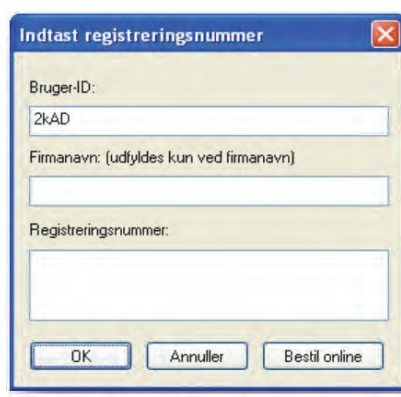 Indtast registreringsnummer
Bruger-ID:
2kAD
Firmanavn: (udfyldes kun ved firmanavn)
Registreringsnummer:
OK Annuller Bestil online